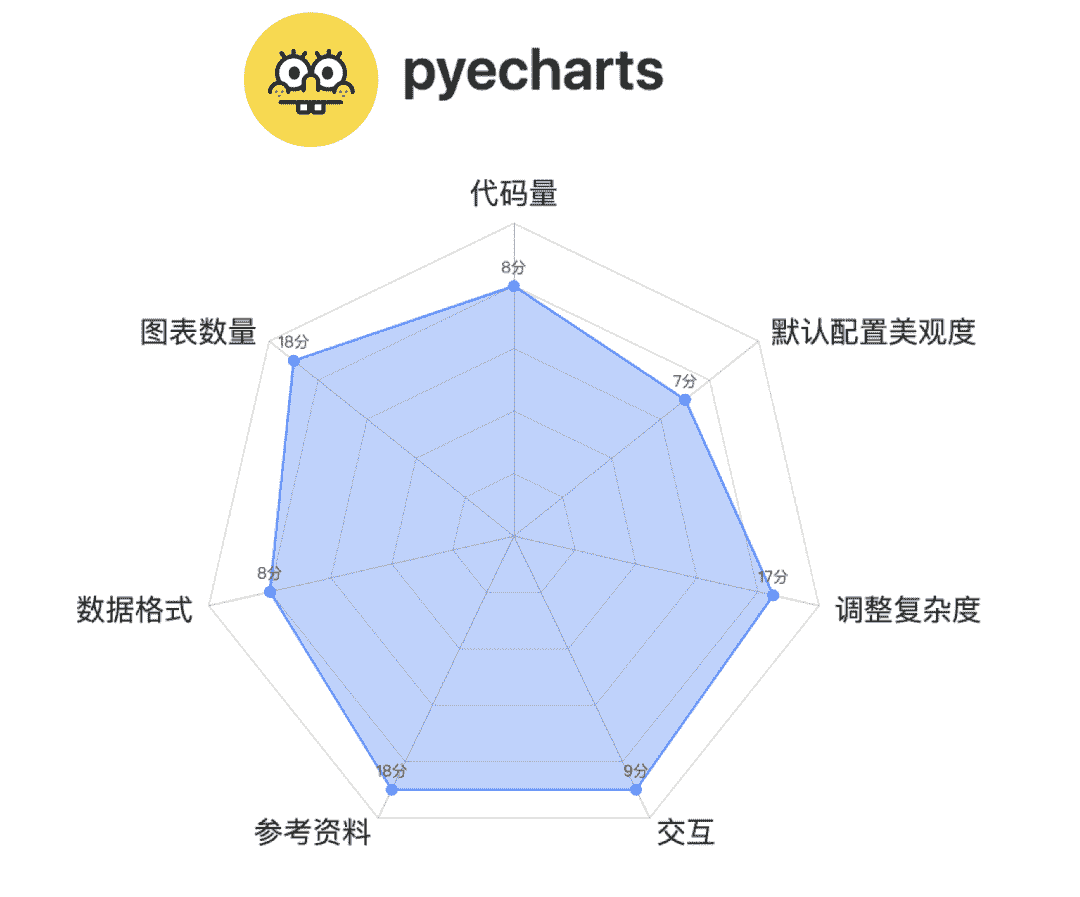 pyecharts
代码量
8分
图表数量
18分
默认配置美观度
7分
数据格式
8分
调整复杂度
17分
参考资料
18分
交互
9分